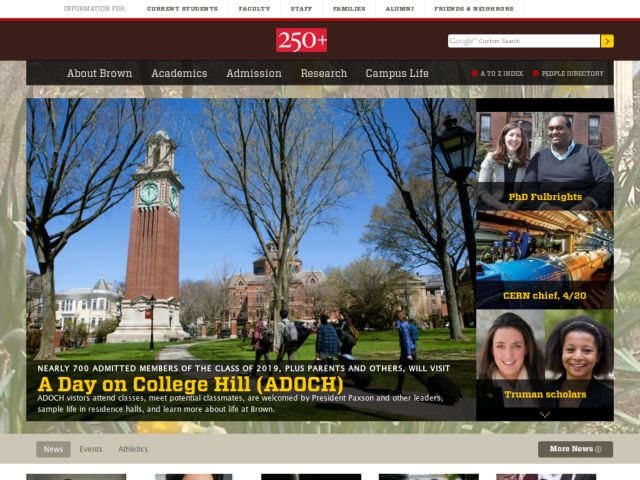 INFORMATION FOR:
CURRENT STUDENTS
FACULTY
STAFF
FAMILIES
ALUMNI
FRIENDS & NEIGHBORS
250+
Google™ Custom Search
About Brown
Academics
Admission
Research
Campus Life
A TO Z INDEX
PEOPLE DIRECTORY
PhD Fulbrights
CERN chief, 4/20
Truman scholars
NEARLY 700 ADMITTED MEMBERS OF THE CLASS OF 2019, PLUS PARENTS AND OTHERS, WILL VISIT
A Day on College Hill (ADOCH)
ADOCH vistors attend classes, meet potential classmates, are welcomed by President Paxson and other leaders,
sample life in residence halls, and learn more about life at Brown.
News
Events
Athletics
More News